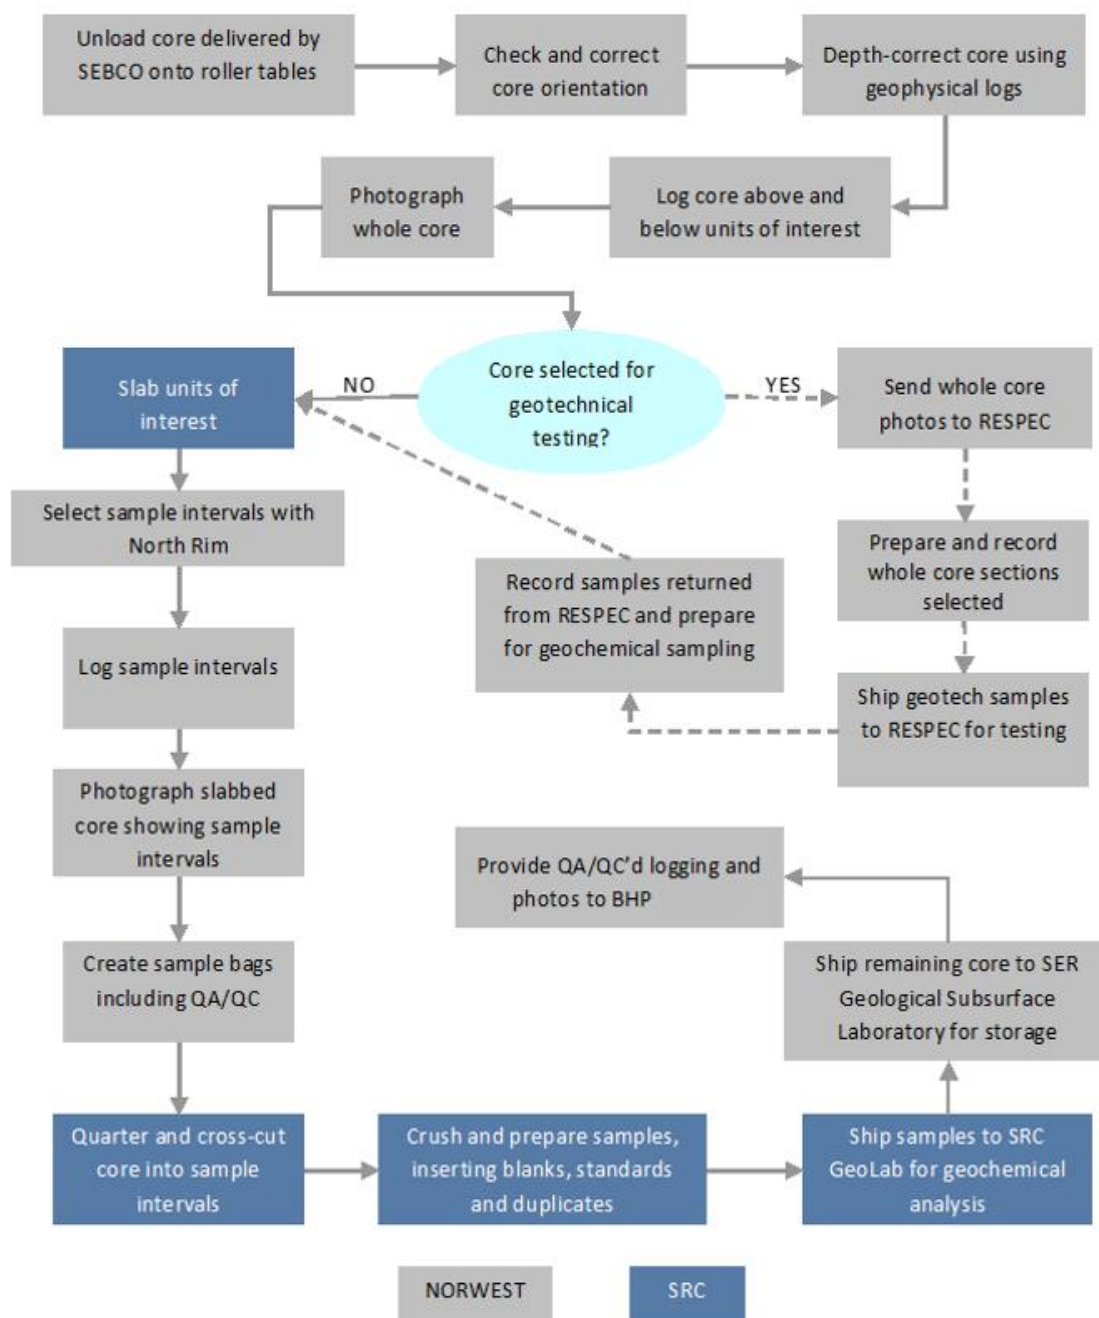 Unload core delivered by
SEBCO onto roller tables
Check and correct
core orientation
Depth-correct core using
geophysical logs
Photograph
whole core
Log core above and
below units of interest
Slab units of
interest
NO
Core selected for
geotechnical
testing?
YES
Send whole core
photos to RESPEC
Select sample intervals with
North Rim
Prepare and record
whole core sections
selected
Record samples returned
from RESPEC and prepare
for geochemical sampling
Log sample intervals
Ship geotech samples
to RESPEC for testing
Photograph slabbed
core showing sample
intervals
Provide QA/QC’d logging and
photos to BHP
Create sample bags
including QA/QC
Ship remaining core to SER
Geological Subsurface
Laboratory for storage
Quarter and cross-cut
core into sample
intervals
Crush and prepare samples,
inserting blanks, standards
and duplicates
Ship samples to SRC
GeoLab for geochemical
analysis
NORWEST
SRC